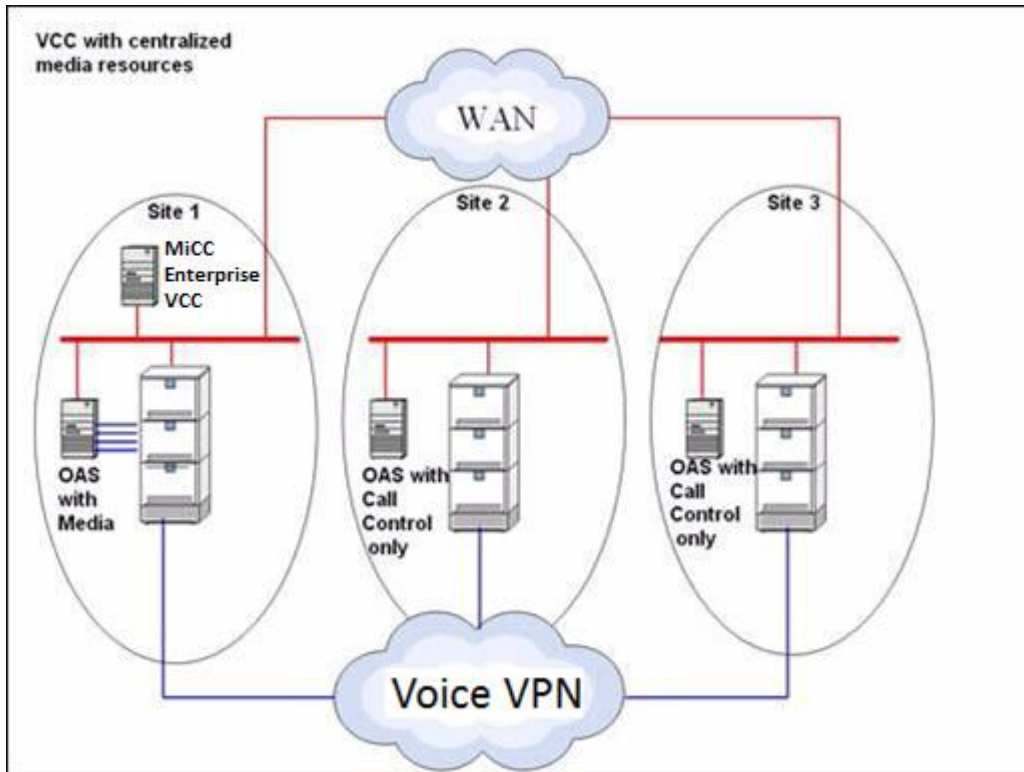 VCC with centralized
media resources
WAN
Site 1
Site 2
Site 3
MiCC
Enterprise
VCC
OAS
with
Media
OAS with
Call
Control
only
OAS with
Call
Control
only
Voice VPN